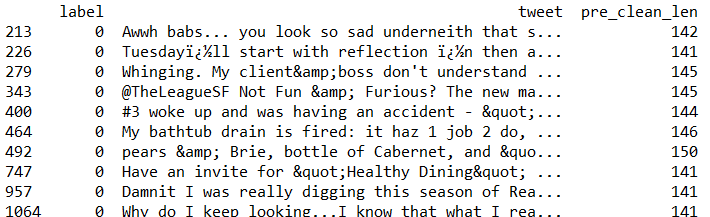 label tweet pre_clean_len
213 0 Awwh babs... you look so sad underneith that s... 142
226 0 Tuesdayï¿½ll start with reflection ï¿½n then a... 141
279 0 Whinging. My client&amp;boss don't understand ... 145
343 0 @TheLeagueSF Not Fun &amp; Furious? The new ma... 145
400 0 #3 woke up and was having an accident - &quot;... 144
464 0 My bathtub drain is fired: it haz 1 job 2 do, ... 146
492 0 pears &amp; Brie, bottle of Cabernet, and &quo... 150
747 0 Have an invite for &quot;Healthy Dining&quot; ... 141
957 0 Damnit I was really digging this season of Rea... 141
1064 0 Why do I keep looking...I know that what I rea... 141